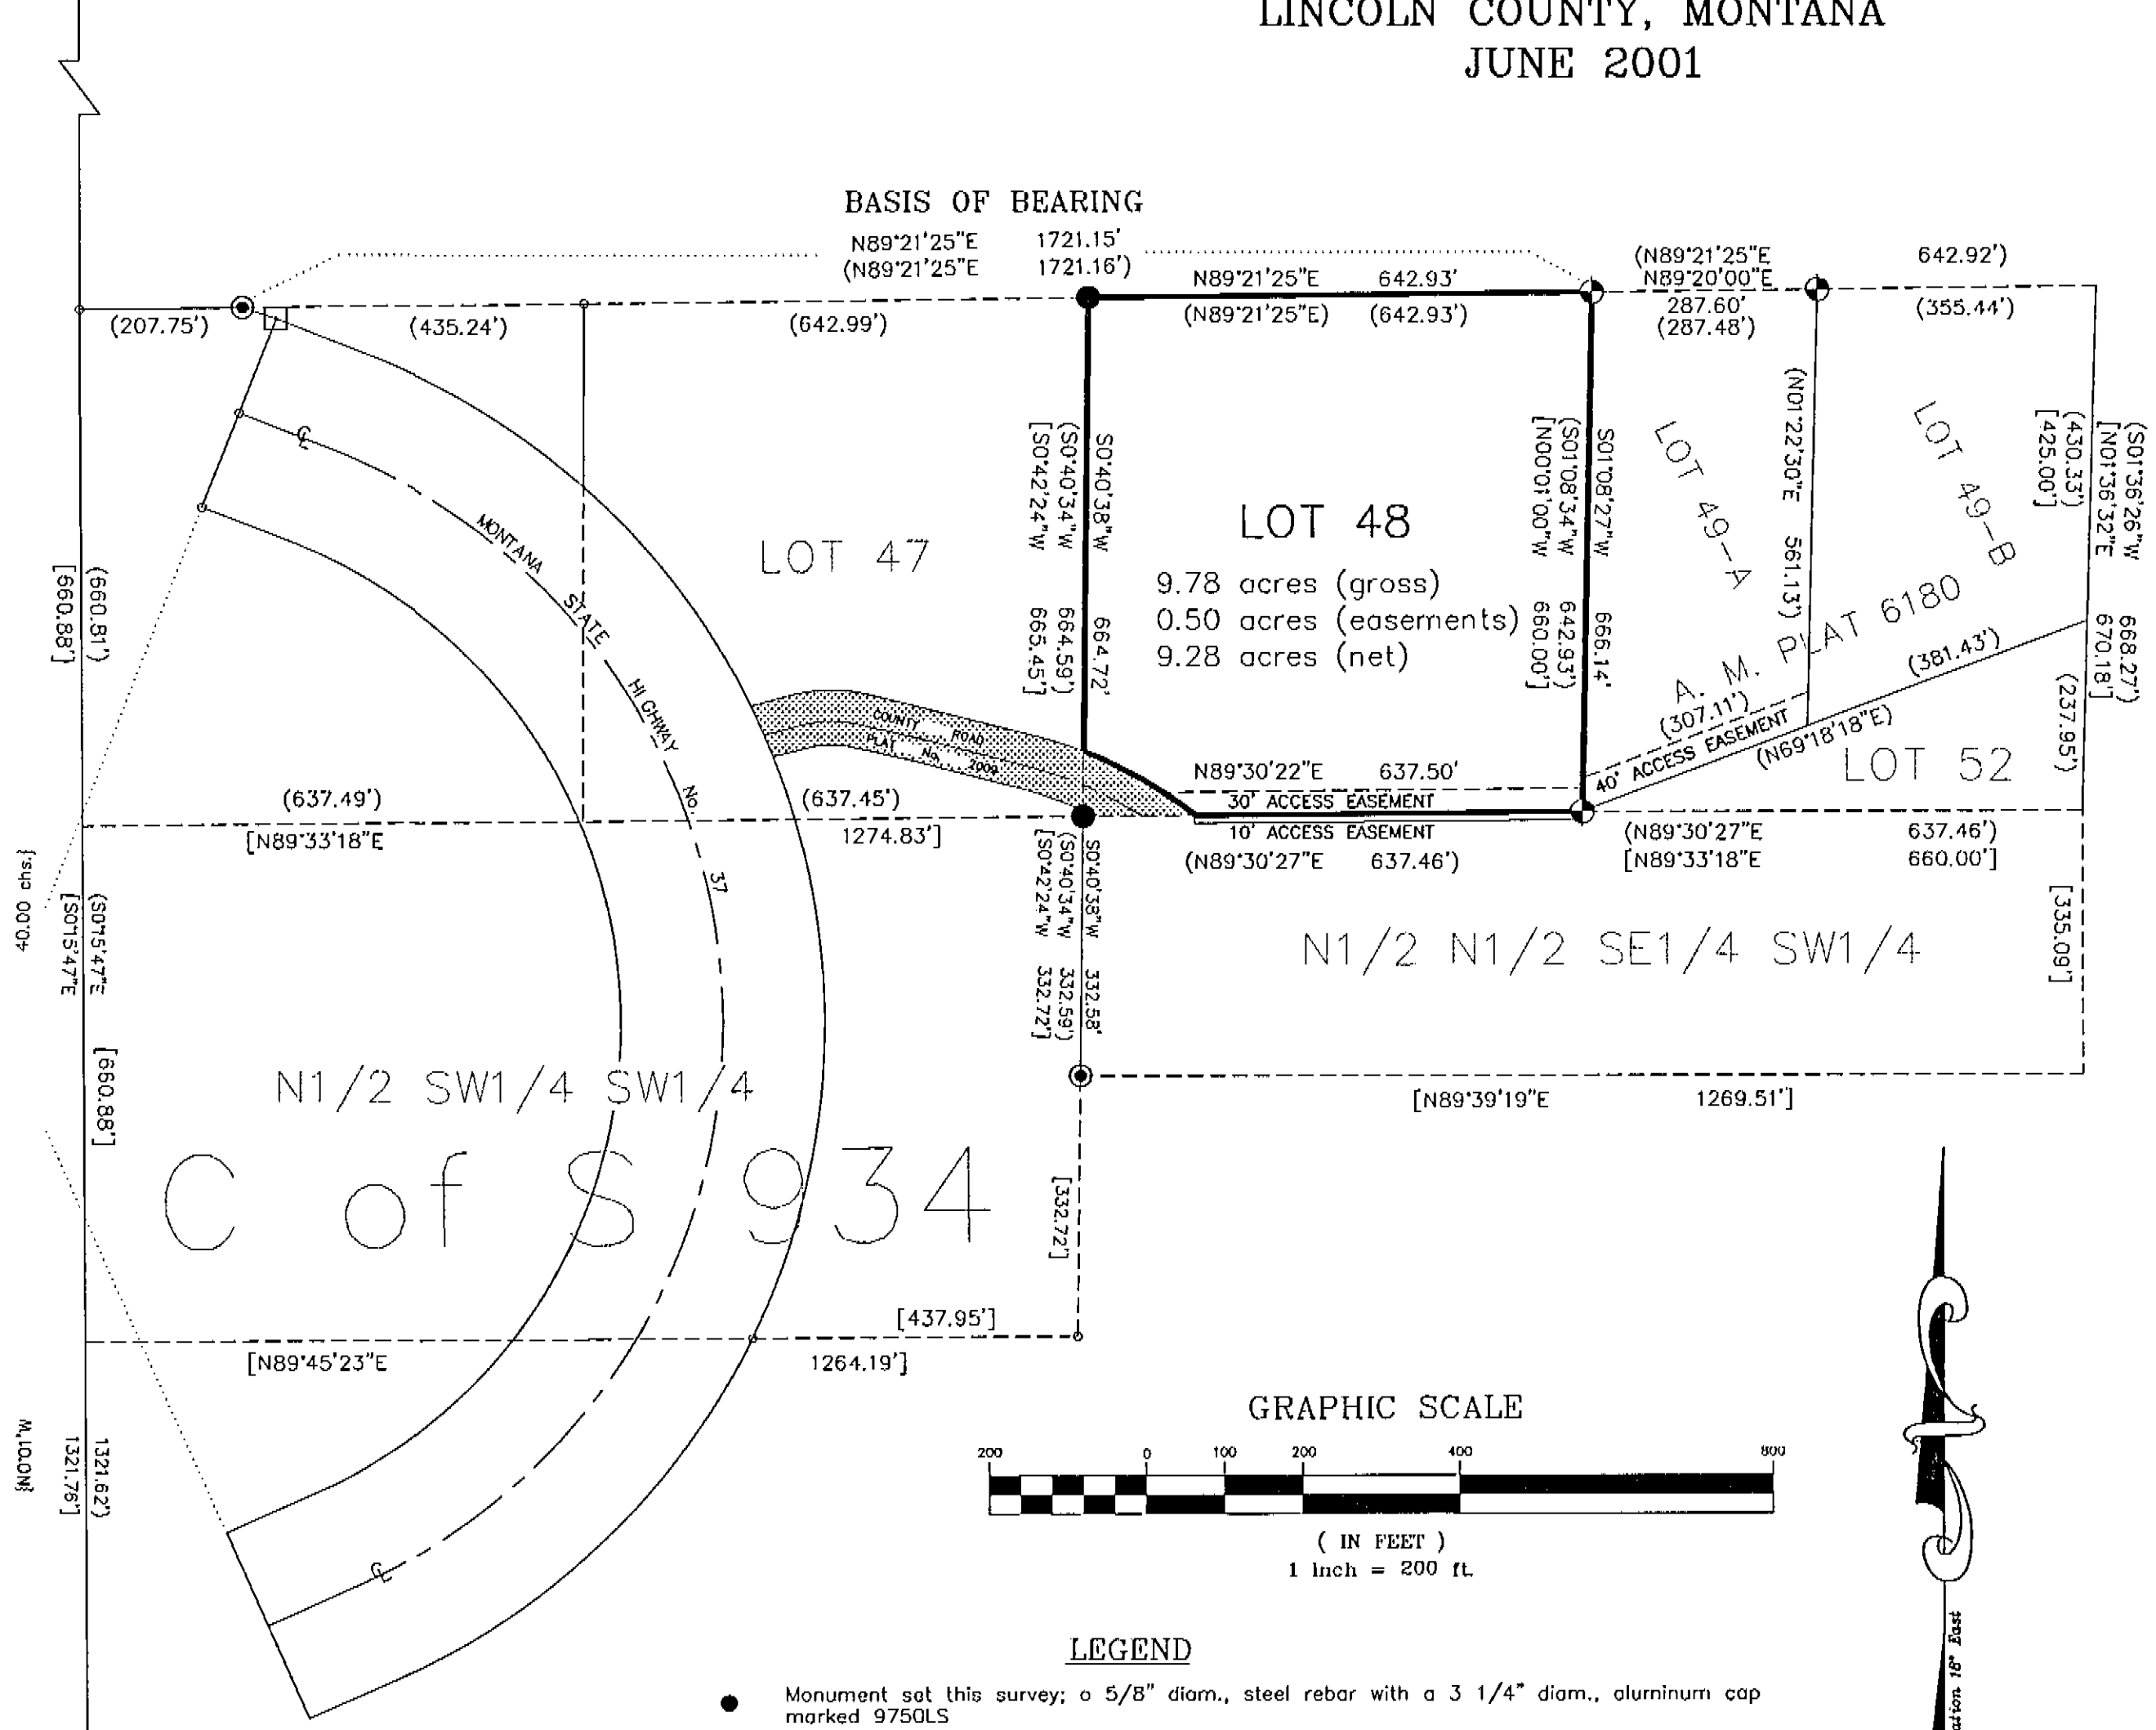 LINCOLN COUNTY, MONTANA
JUNE 2001
BASIS OF BEARING
N89°21'25"E 1721.15'
(N89°21'25"E 1721.16')
N89°21'25"E 642.93'
(N89°21'25"E) (642.93')
(N89°21'25"E 642.92')
N89°20'00"E
287.60'
(287.48')
(355.44')
(207.75')
(435.24')
(642.99')
S0°40'38"W 664.72'
(S0°40'34"W 664.59')
[S0°42'24"W 665.45']
S01°08'27"W 666.14'
(S01°08'34"W 642.93')
[N00°01'00"W 660.00']
(N01°22'30"E 561.13')
(S01°36'26"W 668.27')
[N01°36'32"E 670.18']
(430.33')
[425.00']
(237.95')
LOT 47
LOT 48
9.78 acres (gross)
0.50 acres (easements)
9.28 acres (net)
LOT 49-A
LOT 49-B
A. M. PLAT 6180
(307.11')
(381.43')
40' ACCESS EASEMENT
(N69°18'18"E)
LOT 52
MONTANA STATE HIGHWAY No. 37
COUNTY ROAD
PLAT No. 2009
(660.81')
[660.88']
N89°30'22"E 637.50'
30' ACCESS EASEMENT
10' ACCESS EASEMENT
(N89°30'27"E 637.46')
(N89°30'27"E 637.46')
[N89°33'18"E 660.00']
(637.49')
(637.45')
[N89°33'18"E 1274.83']
S0°40'38"W 332.58'
(S0°40'34"W 332.59')
[S0°42'24"W 332.72']
[335.09']
N1/2 N1/2 SE1/4 SW1/4
[N89°39'19"E 1269.51']
40.00 chs.}
(S0°15'47"E 1321.62')
[S0°15'47"E 1321.76']
[660.88']
N1/2 SW1/4 SW1/4
C of S 934
[332.72']
[437.95']
[N89°45'23"E 1264.19']
GRAPHIC SCALE
200 0 100 200 400 800
( IN FEET )
1 inch = 200 ft.
LEGEND
Monument set this survey; a 5/8" diam., steel rebar with a 3 1/4" diam., aluminum cap
marked 9750LS
18° East